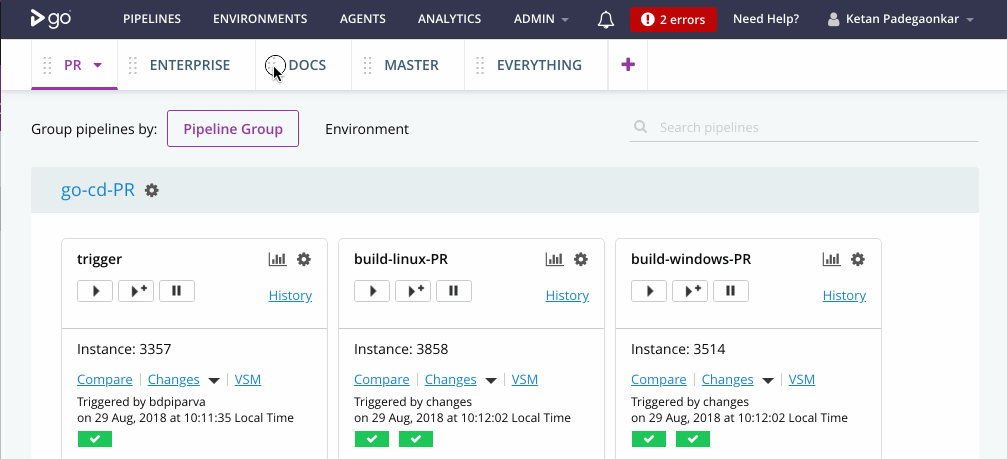 go PIPELINES ENVIRONMENTS AGENTS ANALYTICS ADMIN 2 errors Need Help? Ketan Padegaonkar
PR ENTERPRISE DOCS MASTER EVERYTHING +
Group pipelines by: Pipeline Group Environment Search pipelines
go-cd-PR
trigger build-linux-PR build-windows-PR
History History History
Instance: 3357 Instance: 3858 Instance: 3514
Compare Changes VSM Compare Changes VSM Compare Changes VSM
Triggered by bdpiparva Triggered by changes Triggered by changes
on 29 Aug, 2018 at 10:11:35 Local Time on 29 Aug, 2018 at 10:12:02 Local Time on 29 Aug, 2018 at 10:12:02 Local Time